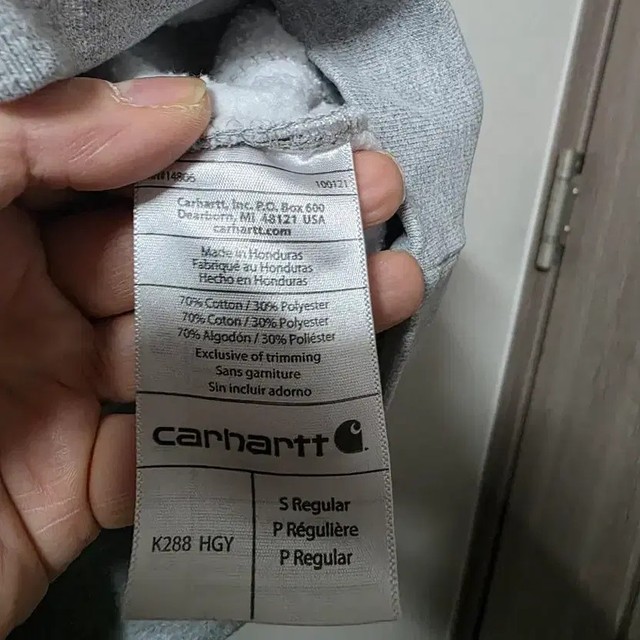 #14806 100121
Carhartt, Inc. P.O. Box 600
Dearborn, MI 48121 USA
carhartt.com
Made in Honduras
Fabriqué au Honduras
Hecho en Honduras
70% Cotton / 30% Polyester
70% Coton / 30% Polyester
70% Algodón / 30% Poliéster
Exclusive of trimming
Sans garniture
Sin incluir adorno
carhartt
K288 HGY
S Regular
P Régulière
P Regular